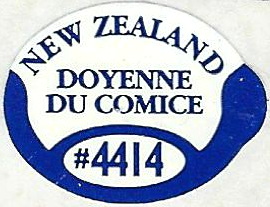 NEW ZEALAND
DOYENNE
DU COMICE
#4414